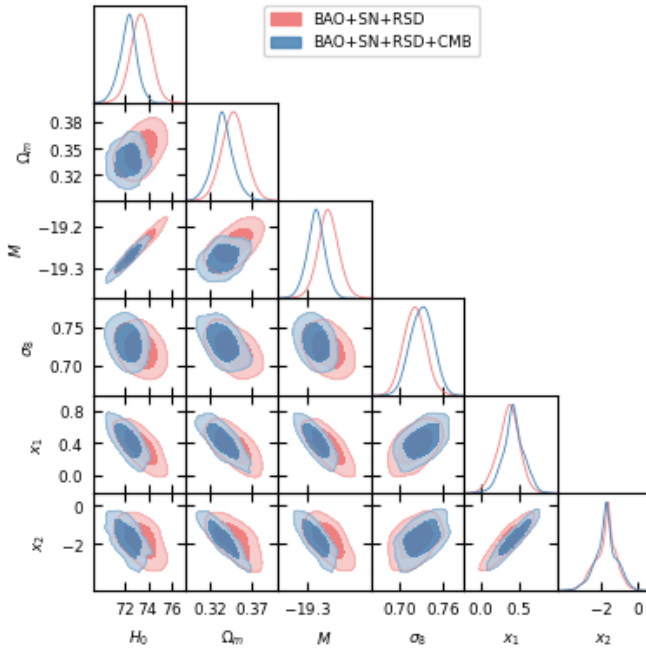 BAO+SN+RSD
BAO+SN+RSD+CMB
0.38
0.35
0.32
Ωm
−19.2
−19.3
M
0.75
0.70
σ8
0.8
0.4
0.0
x1
0
−2
x2
72 74 76 0.32 0.37 −19.3 0.70 0.76 0.0 0.5 −2 0
H0 Ωm M σ8 x1 x2